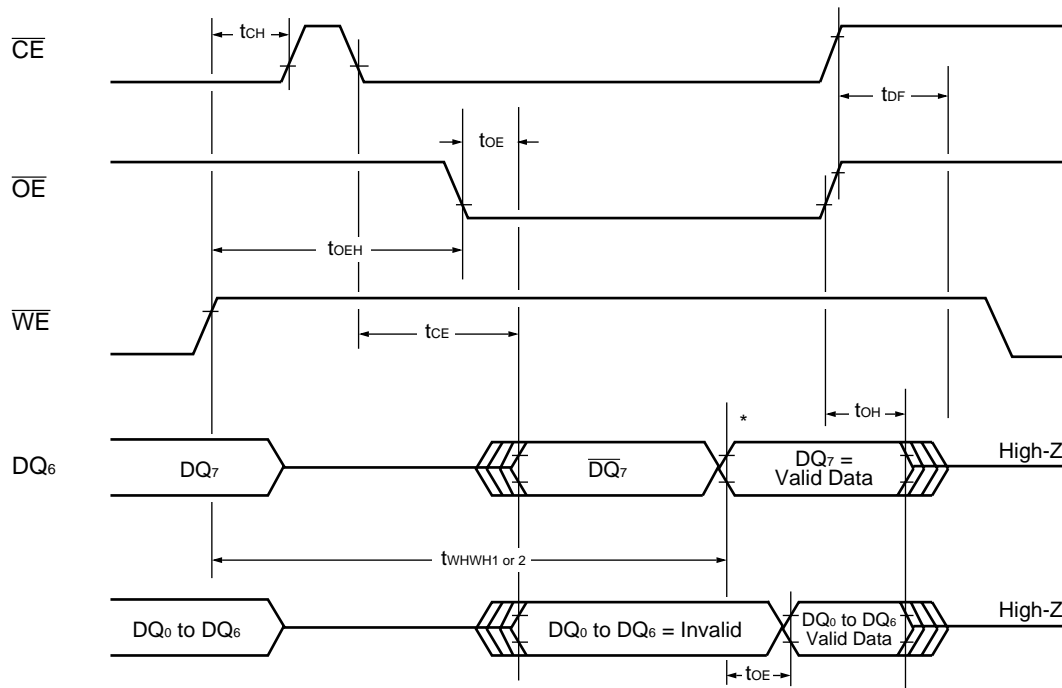 CE
tCH
tDF
tOE
OE
tOEH
WE
tCE
*
tOH
DQ6
DQ7
DQ7
DQ7 =
Valid Data
High-Z
tWHWH1 or 2
DQ0 to DQ6
DQ0 to DQ6 = Invalid
DQ0 to DQ6
Valid Data
High-Z
tOE